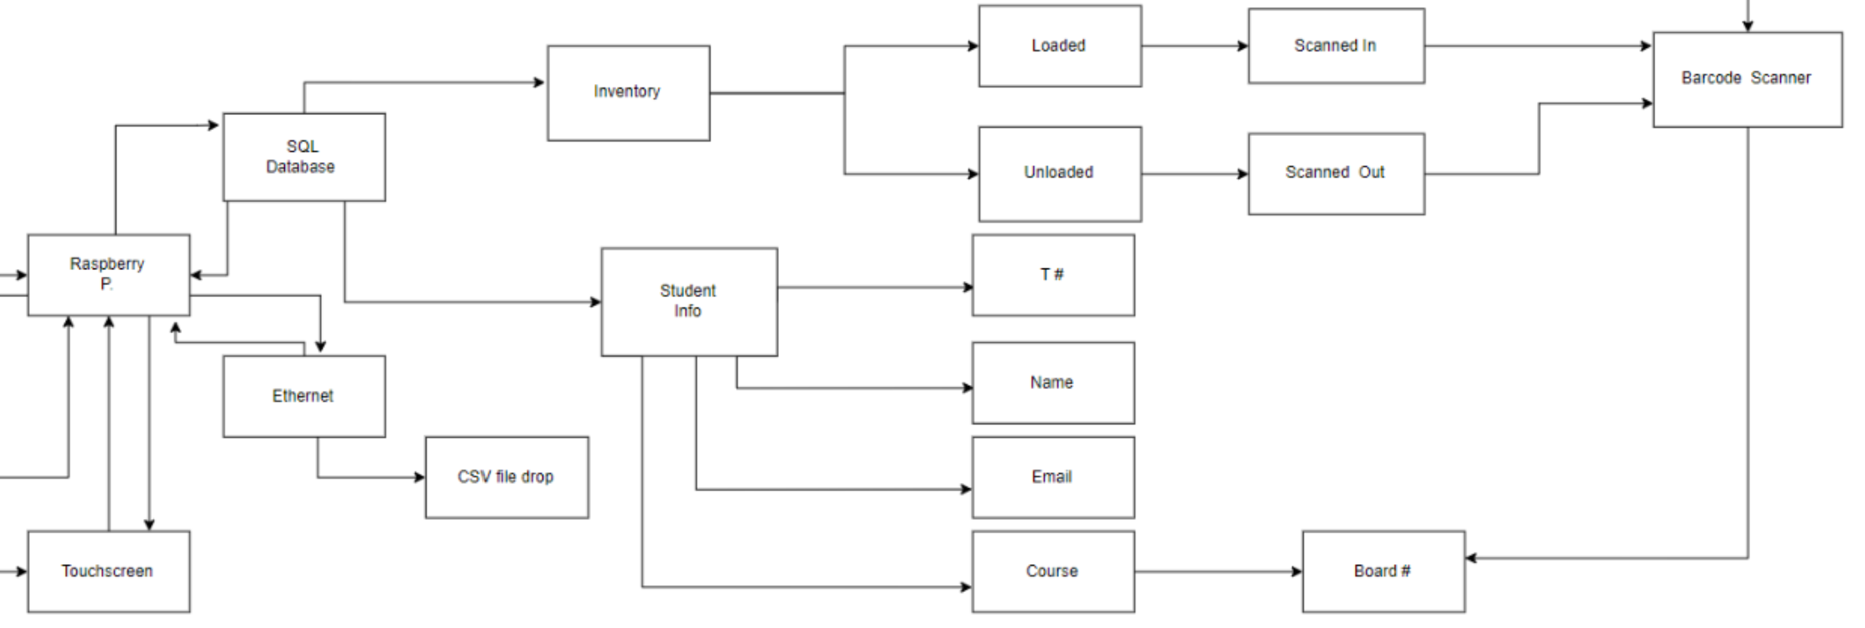 Loaded
Scanned In
Barcode Scanner
Inventory
SQL
Database
Unloaded
Scanned Out
Raspberry
P.
Student
Info
T #
Name
Ethernet
CSV file drop
Email
Touchscreen
Course
Board #